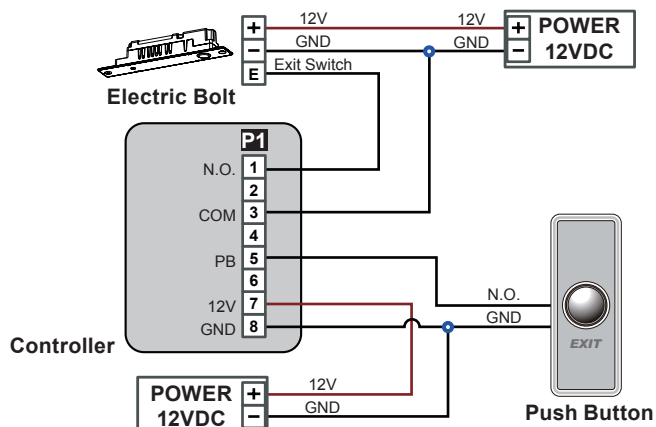 + 12V 12V + POWER
− GND GND − 12VDC
E Exit Switch
Electric Bolt
P1
N.O. 1
2
COM 3
4
PB 5
6
12V 7
GND 8
N.O.
GND
EXIT
Controller
Push Button
POWER + 12V
12VDC − GND